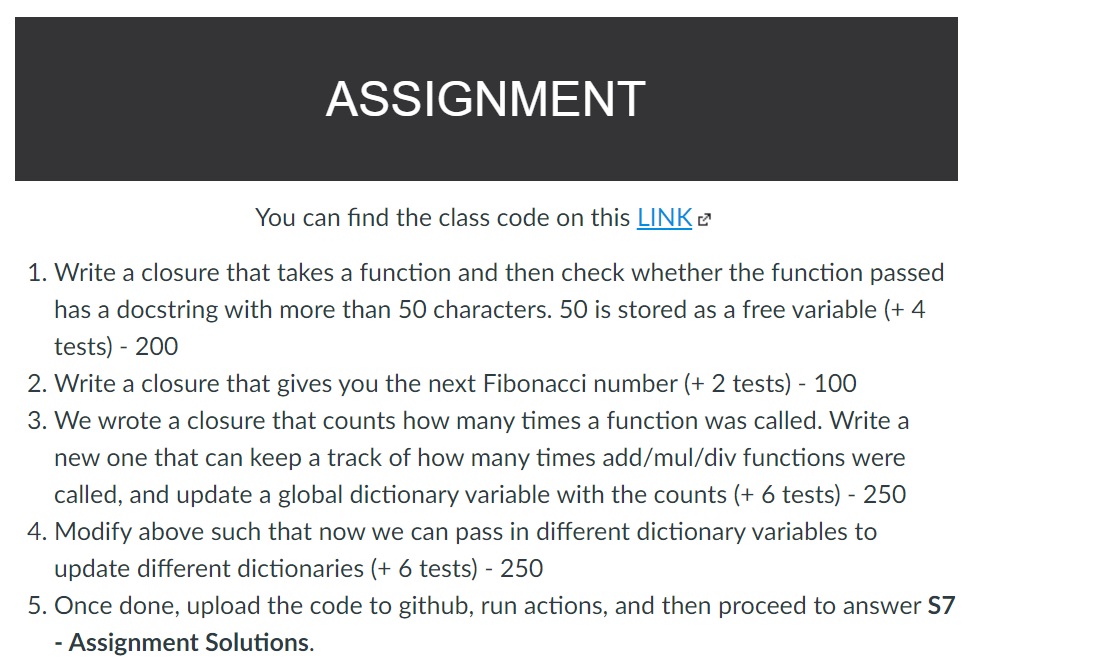 ASSIGNMENT
You can find the class code on this LINK
1. Write a closure that takes a function and then check whether the function passed
has a docstring with more than 50 characters. 50 is stored as a free variable (+ 4
tests) - 200
2. Write a closure that gives you the next Fibonacci number (+ 2 tests) - 100
3. We wrote a closure that counts how many times a function was called. Write a
new one that can keep a track of how many times add/mul/div functions were
called, and update a global dictionary variable with the counts (+ 6 tests) - 250
4. Modify above such that now we can pass in different dictionary variables to
update different dictionaries (+ 6 tests) - 250
5. Once done, upload the code to github, run actions, and then proceed to answer S7
- Assignment Solutions.